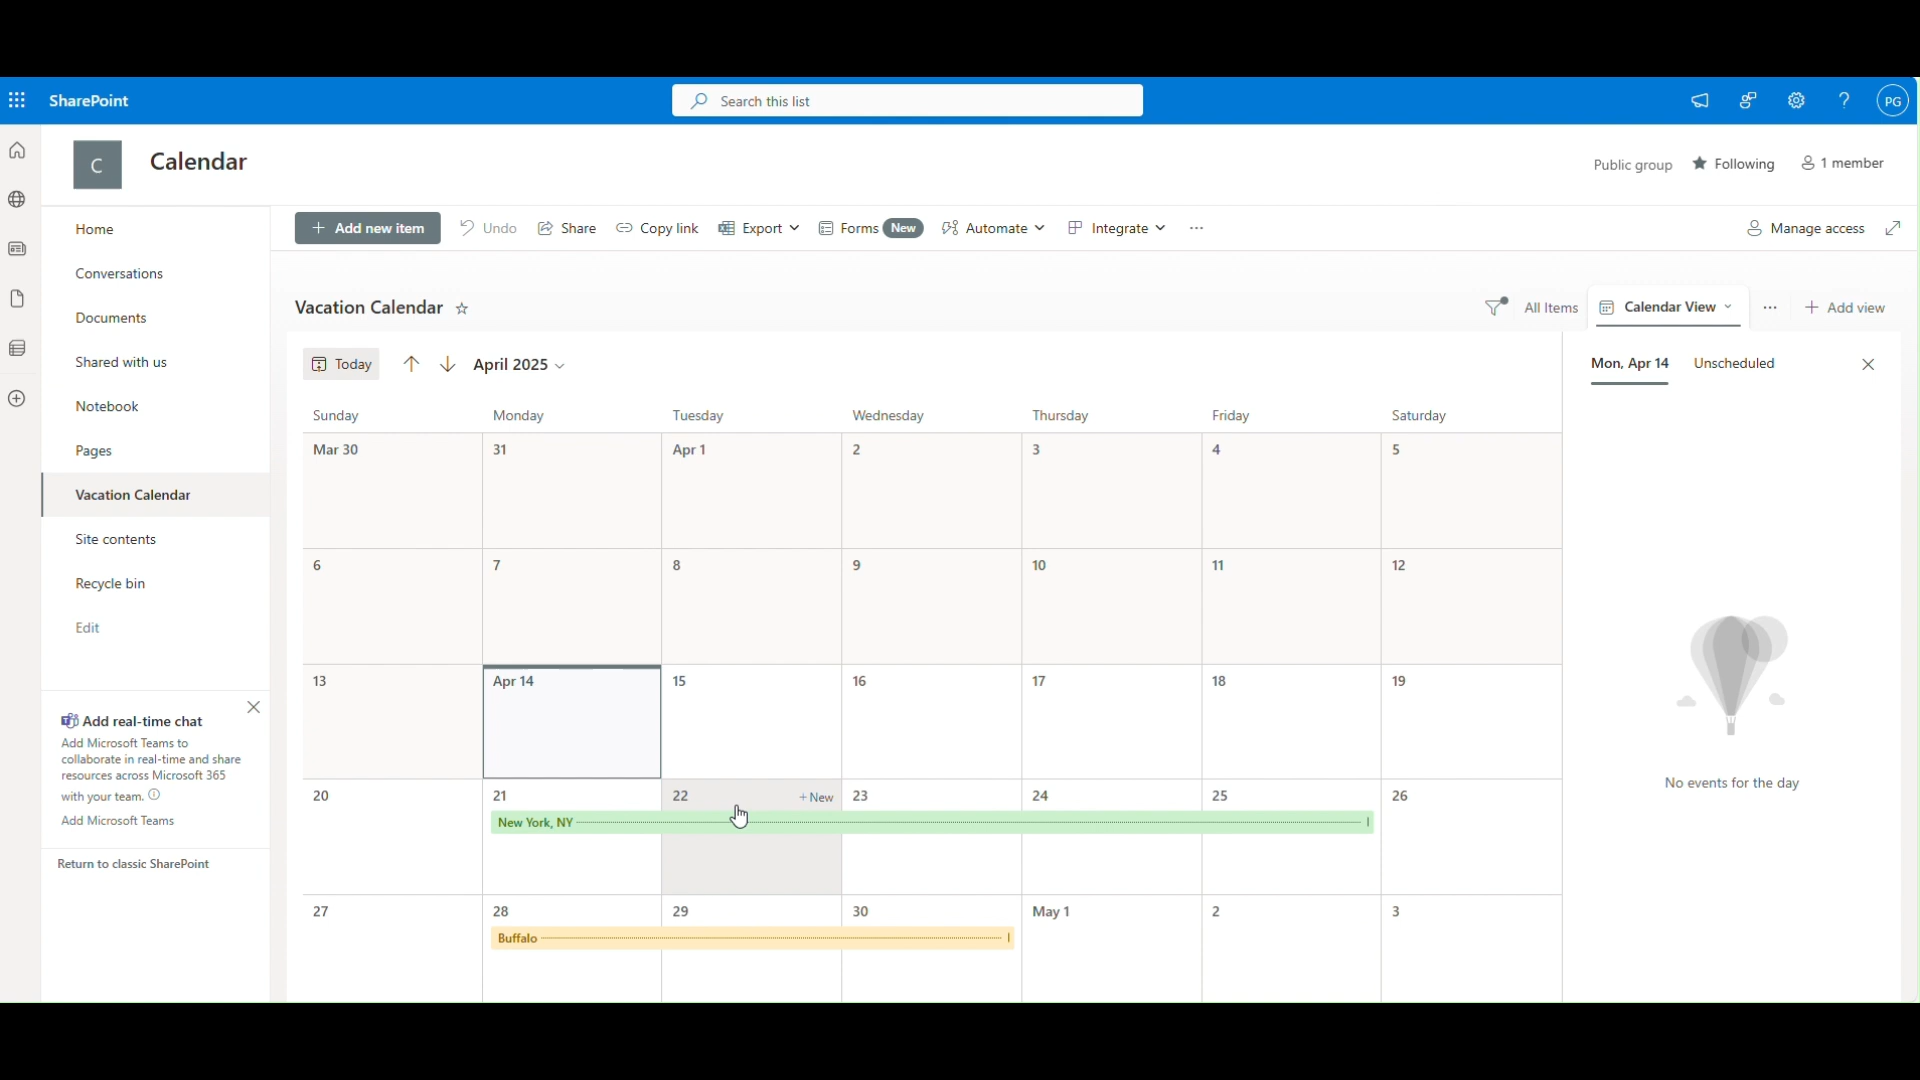 SharePoint
Search this list
PG
C
Calendar
Public group
Following
1 member
Home
Conversations
Documents
Shared with us
Notebook
Pages
Vacation Calendar
Site contents
Recycle bin
Edit
Add real-time chat
Add Microsoft Teams to
collaborate in real-time and share
resources across Microsoft 365
with your team.
Add Microsoft Teams
Return to classic SharePoint
+ Add new item
Undo
Share
Copy link
Export
Forms New
Automate
Integrate
...
Manage access
Vacation Calendar
All Items
Calendar View
...
+ Add view
Today
April 2025
Sunday Monday Tuesday Wednesday Thursday Friday Saturday
Mar 30 31 Apr 1 2 3 4 5
6 7 8 9 10 11 12
13 Apr 14 15 16 17 18 19
20 21 22 + New 23 24 25 26
New York, NY
27 28 29 30 May 1 2 3
Buffalo
Mon, Apr 14
Unscheduled
No events for the day